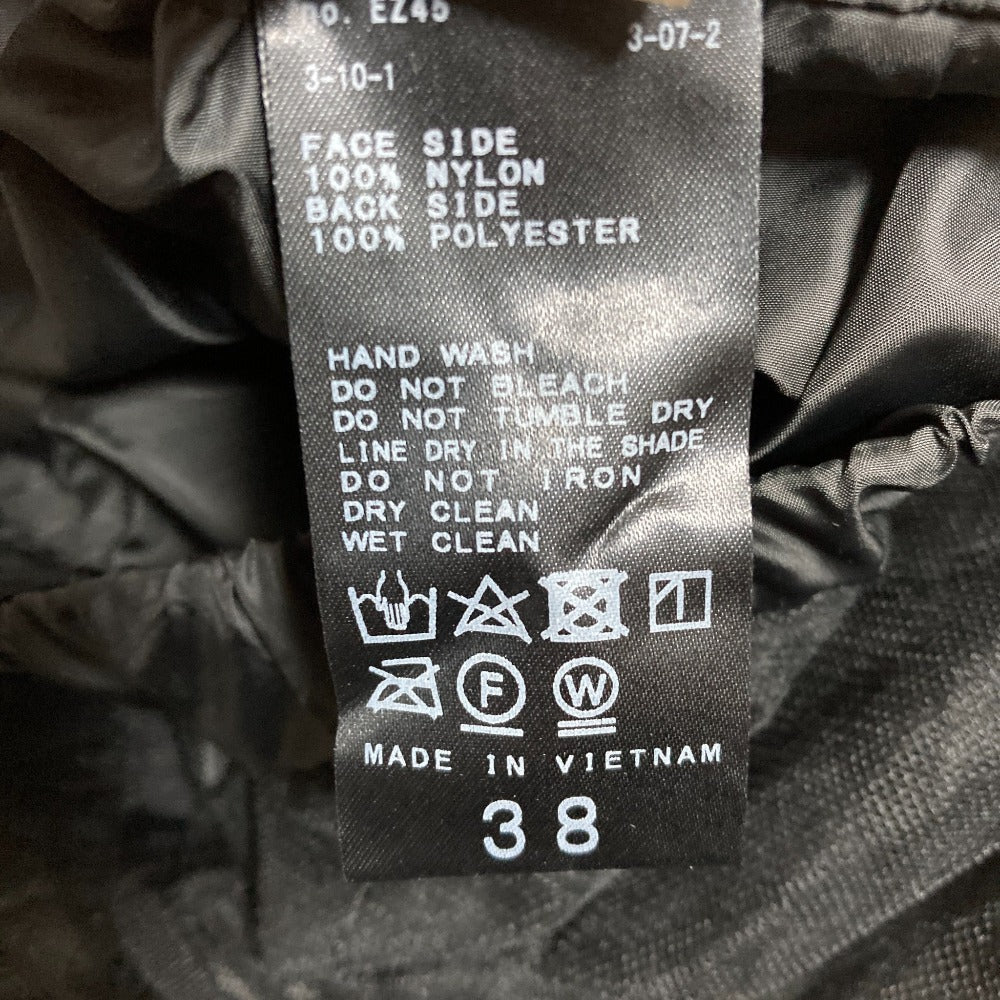 no. EZ45
3-07-2
3-10-1
FACE SIDE
100% NYLON
BACK SIDE
100% POLYESTER
HAND WASH
DO NOT BLEACH
DO NOT TUMBLE DRY
LINE DRY IN THE SHADE
DO NOT IRON
DRY CLEAN
WET CLEAN
F
W
MADE IN VIETNAM
38